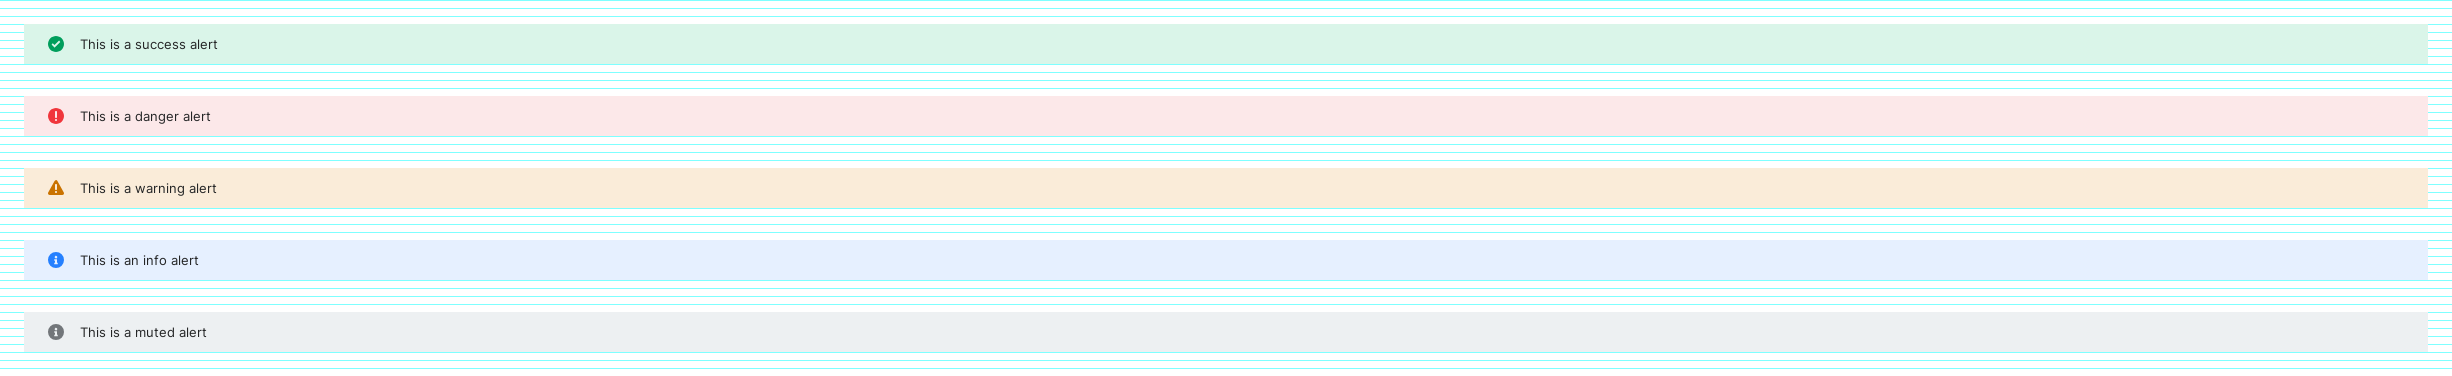 This is a success alert
This is a danger alert
This is a warning alert
This is an info alert
This is a muted alert